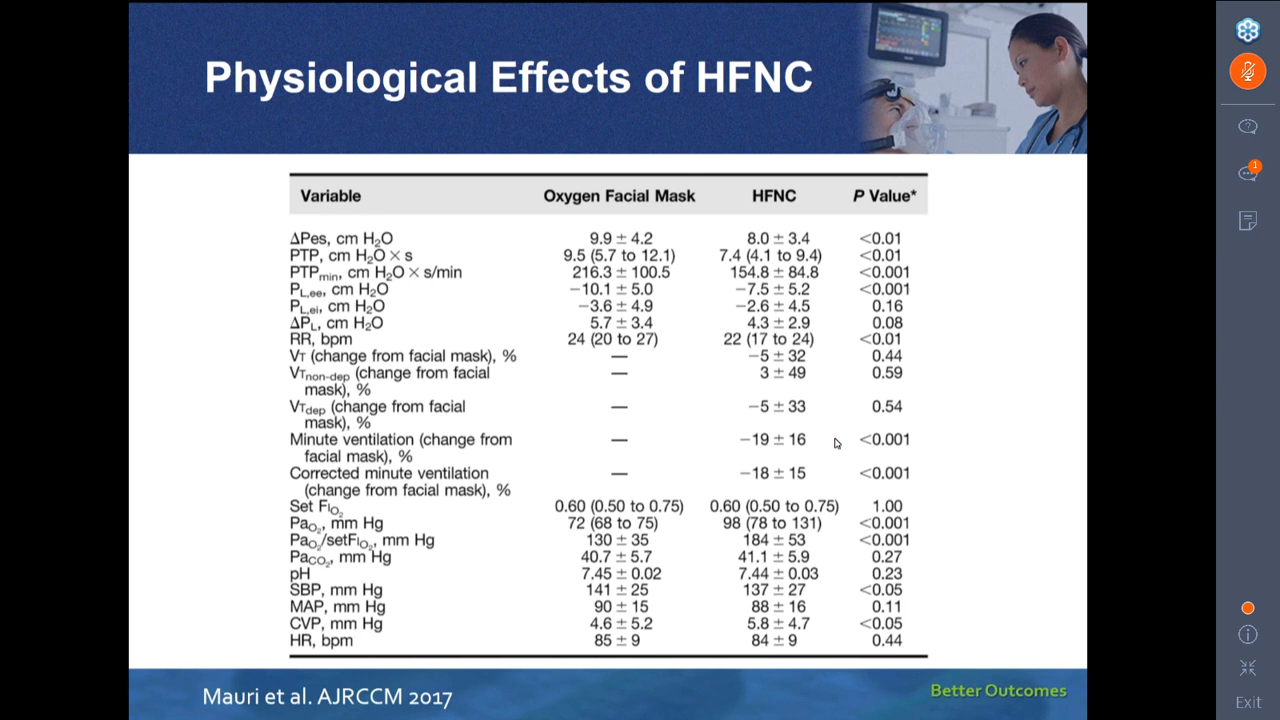 Physiological Effects of HFNC
Variable Oxygen Facial Mask HFNC P Value*
ΔPes, cm H₂O 9.9 ± 4.2 8.0 ± 3.4 <0.01
PTP, cm H₂O × s 9.5 (5.7 to 12.1) 7.4 (4.1 to 9.4) <0.01
PTPmin, cm H₂O × s/min 216.3 ± 100.5 154.8 ± 84.8 <0.001
PL,ee, cm H₂O −10.1 ± 5.0 −7.5 ± 5.2 <0.001
PL,ei, cm H₂O −3.6 ± 4.9 −2.6 ± 4.5 0.16
ΔPL, cm H₂O 5.7 ± 3.4 4.3 ± 2.9 0.08
RR, bpm 24 (20 to 27) 22 (17 to 24) <0.01
VT (change from facial mask), % — −5 ± 32 0.44
VTnon-dep (change from facial — 3 ± 49 0.59
mask), %
VTdep (change from facial — −5 ± 33 0.54
mask), %
Minute ventilation (change from — −19 ± 16 <0.001
facial mask), %
Corrected minute ventilation — −18 ± 15 <0.001
(change from facial mask), %
Set FIO₂ 0.60 (0.50 to 0.75) 0.60 (0.50 to 0.75) 1.00
PaO₂, mm Hg 72 (68 to 75) 98 (78 to 131) <0.001
PaO₂/setFIO₂, mm Hg 130 ± 35 184 ± 53 <0.001
PaCO₂, mm Hg 40.7 ± 5.7 41.1 ± 5.9 0.27
pH 7.45 ± 0.02 7.44 ± 0.03 0.23
SBP, mm Hg 141 ± 25 137 ± 27 <0.05
MAP, mm Hg 90 ± 15 88 ± 16 0.11
CVP, mm Hg 4.6 ± 5.2 5.8 ± 4.7 <0.05
HR, bpm 85 ± 9 84 ± 9 0.44
Mauri et al. AJRCCM 2017
Better Outcomes
1
Exit